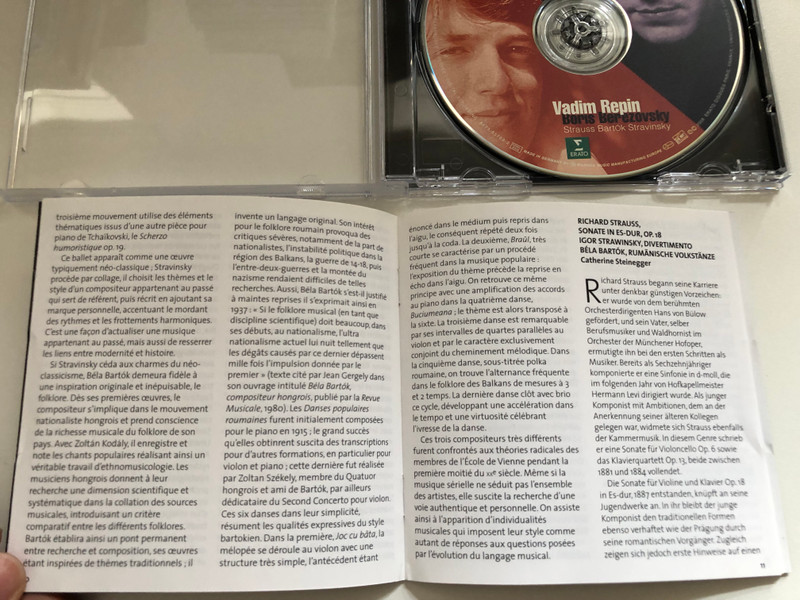 Vadim Repin
Boris Berezovsky
Strauss Bartók Stravinsky
ERATO
troisième mouvement utilise des éléments
thématiques issus d'une autre pièce pour
piano de Tchaïkovski, le Scherzo
humoristique op. 19.
Ce ballet apparaît comme une œuvre
typiquement néo-classique ; Stravinsky
procède par collage, il choisit les thèmes et le
style d'un compositeur appartenant au passé
qui sert de référent, puis récrit en ajoutant sa
marque personnelle, accentuant le mordant
des rythmes et les frottements harmoniques.
C'est une façon d'actualiser une musique
appartenant au passé, mais aussi de resserrer
les liens entre modernité et histoire.
Si Stravinsky céda aux charmes du néo-
classicisme, Béla Bartók demeura fidèle à
une inspiration originale et inépuisable, le
folklore. Dès ses premières œuvres, le
compositeur s'implique dans le mouvement
nationaliste hongrois et prend conscience
de la richesse musicale du folklore de son
pays. Avec Zoltán Kodály, il enregistre et
note les chants populaires réalisant ainsi un
véritable travail d'ethnomusicologie. Les
musiciens hongrois donnent à leur
recherche une dimension scientifique et
systématique dans la collation des sources
musicales, introduisant un critère
comparatif entre les différents folklores.
Bartók établira ainsi un pont permanent
entre recherche et composition, ses œuvres
étant inspirées de thèmes traditionnels ; il
invente un langage original. Son intérêt
pour le folklore roumain provoqua des
critiques sévères, notamment de la part de
nationalistes, l'instabilité politique dans la
région des Balkans, la guerre de 14-18, puis
l'entre-deux-guerres et la montée du
nazisme rendaient difficiles de telles
recherches. Aussi, Béla Bartók s'est-il justifié
à maintes reprises il s'exprimait ainsi en
1937 : « Si le folklore musical (en tant que
discipline scientifique) doit beaucoup, dans
ses débuts, au nationalisme, l'ultra
nationalisme actuel lui nuit tellement que
les dégâts causés par ce dernier dépassent
mille fois l'impulsion donnée par le
premier » (texte cité par Jean Gergely dans
son ouvrage intitulé Béla Bartók,
compositeur hongrois, publié par la Revue
Musicale, 1980). Les Danses populaires
roumaines furent initialement composées
pour le piano en 1915 ; le grand succès
qu'elles obtinrent suscita des transcriptions
pour d'autres formations, en particulier pour
violon et piano ; cette dernière fut réalisée
par Zoltan Székely, membre du Quatuor
hongrois et ami de Bartók, par ailleurs
dédicataire du Second Concerto pour violon.
Ces six danses dans leur simplicité,
résument les qualités expressives du style
bartokien. Dans la première, Joc cu bâta, la
mélopée se déroule au violon avec une
structure très simple, l'antécédent étant
énoncé dans le médium puis repris dans
l'aigu, le conséquent répété deux fois
jusqu'à la coda. La deuxième, Braûl, très
courte se caractérise par un procédé
fréquent dans la musique populaire :
l'exposition du thème précède la reprise en
écho dans l'aigu. On retrouve ce même
principe avec une amplification des accords
au piano dans la quatrième danse,
Buciumeana ; le thème est alors transposé à
la sixte. La troisième danse est remarquable
par ses intervalles de quartes parallèles au
violon et par le caractère exclusivement
conjoint du cheminement mélodique. Dans
la cinquième danse, sous-titrée polka
roumaine, on trouve l'alternance fréquente
dans le folklore des Balkans de mesures à 3
et 2 temps. La dernière danse clôt avec brio
ce cycle, développant une accélération dans
le tempo et une virtuosité célébrant
l'ivresse de la danse.
Ces trois compositeurs très différents
furent confrontés aux théories radicales des
membres de l'École de Vienne pendant la
première moitié du XXe siècle. Même si la
musique sérielle ne séduit pas l'ensemble
des artistes, elle suscite la recherche d'une
voie authentique et personnelle. On assiste
ainsi à l'apparition d'individualités
musicales qui imposent leur style comme
autant de réponses aux questions posées
par l'évolution du langage musical.
RICHARD STRAUSS,
SONATE IN ES-DUR, OP. 18
IGOR STRAWINSKY, DIVERTIMENTO
BÉLA BARTÓK, RUMÄNISCHE VOLKSTÄNZE
Catherine Steinegger
Richard Strauss begann seine Karriere
unter denkbar günstigen Vorzeichen:
er wurde von dem berühmten
Orchesterdirigenten Hans von Bülow
gefördert, und sein Vater, selber
Berufsmusiker und Waldhornist im
Orchester der Münchener Hofoper,
ermutigte ihn bei den ersten Schritten als
Musiker. Bereits als Sechzehnjähriger
komponierte er eine Sinfonie in d-moll, die
im folgenden Jahr von Hofkapellmeister
Hermann Levi dirigiert wurde. Als junger
Komponist mit Ambitionen, dem an der
Anerkennung seiner älteren Kollegen
gelegen war, widmete sich Strauss ebenfalls
der Kammermusik. In diesem Genre schrieb
er eine Sonate für Violoncello Op. 6 sowie
das Klavierquartett Op. 13, beide zwischen
1881 und 1884 vollendet.
Die Sonate für Violine und Klavier Op. 18
in Es-dur, 1887 entstanden, knüpft an seine
Jugendwerke an. In ihr bleibt der junge
Komponist den traditionellen Formen
ebenso verhaftet wie der Prägung durch
seine romantischen Vorgänger. Zugleich
zeigen sich jedoch erste Hinweise auf einen
11